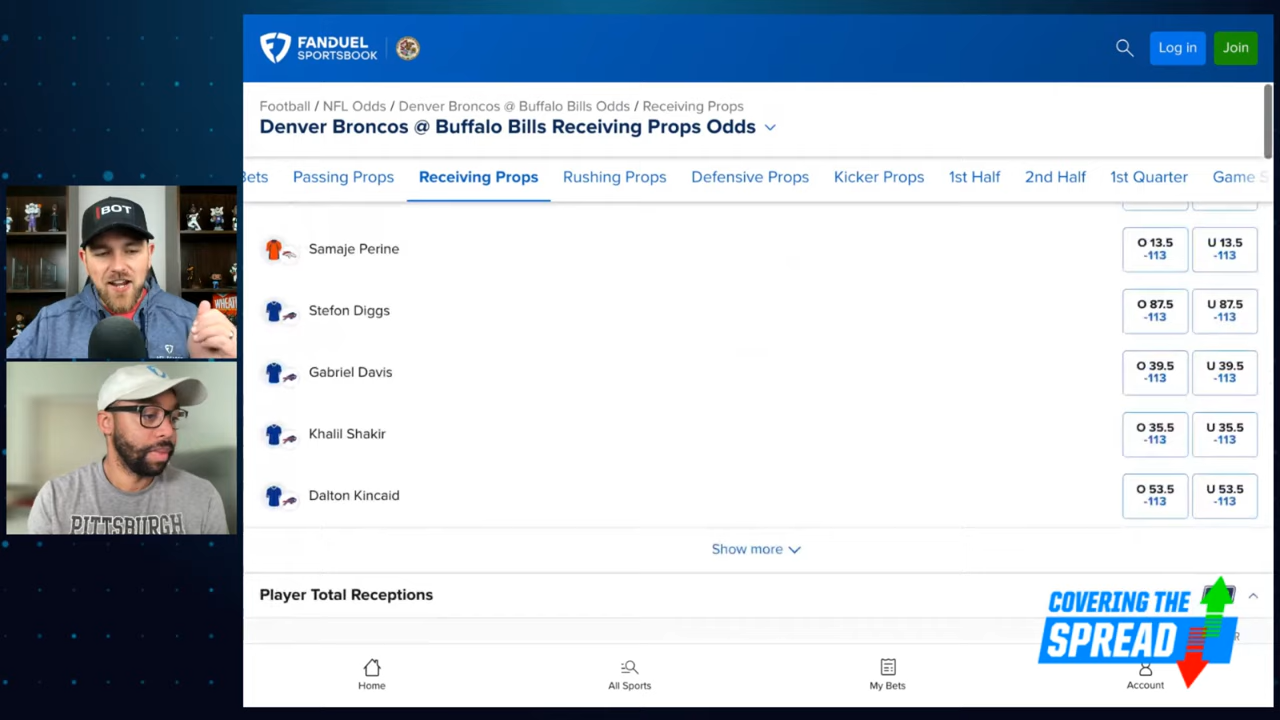 FANDUEL
SPORTSBOOK
Log in
Join
Football / NFL Odds / Denver Broncos @ Buffalo Bills Odds / Receiving Props
Denver Broncos @ Buffalo Bills Receiving Props Odds
Bets
Passing Props
Receiving Props
Rushing Props
Defensive Props
Kicker Props
1st Half
2nd Half
1st Quarter
Game S
Samaje Perine
O 13.5
-113
U 13.5
-113
Stefon Diggs
O 87.5
-113
U 87.5
-113
Gabriel Davis
O 39.5
-113
U 39.5
-113
Khalil Shakir
O 35.5
-113
U 35.5
-113
Dalton Kincaid
O 53.5
-113
U 53.5
-113
Show more
Player Total Receptions
COVERING THE
SPREAD
R
Home
All Sports
My Bets
Account
BOT
PITTSBURGH